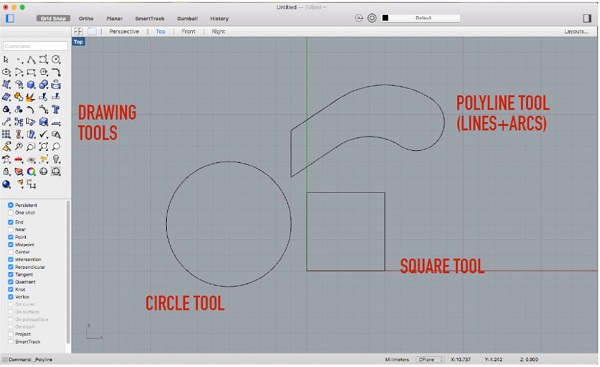 Untitled — Edited
Grid Snap Ortho Planar SmartTrack Gumball History
Default
Perspective Top Front Right Layouts...
Top
Command
DRAWING
TOOLS
POLYLINE TOOL
(LINES+ARCS)
SQUARE TOOL
CIRCLE TOOL
Persistent
One shot
End
Near
Point
Midpoint
Center
Intersection
Perpendicular
Tangent
Quadrant
Knot
Vertex
On curve
On surface
On polysurface
On mesh
Project
SmartTrack
Command: _Polyline
Millimeters CPlane X: 10.737 Y: 4.242 Z: 0.000